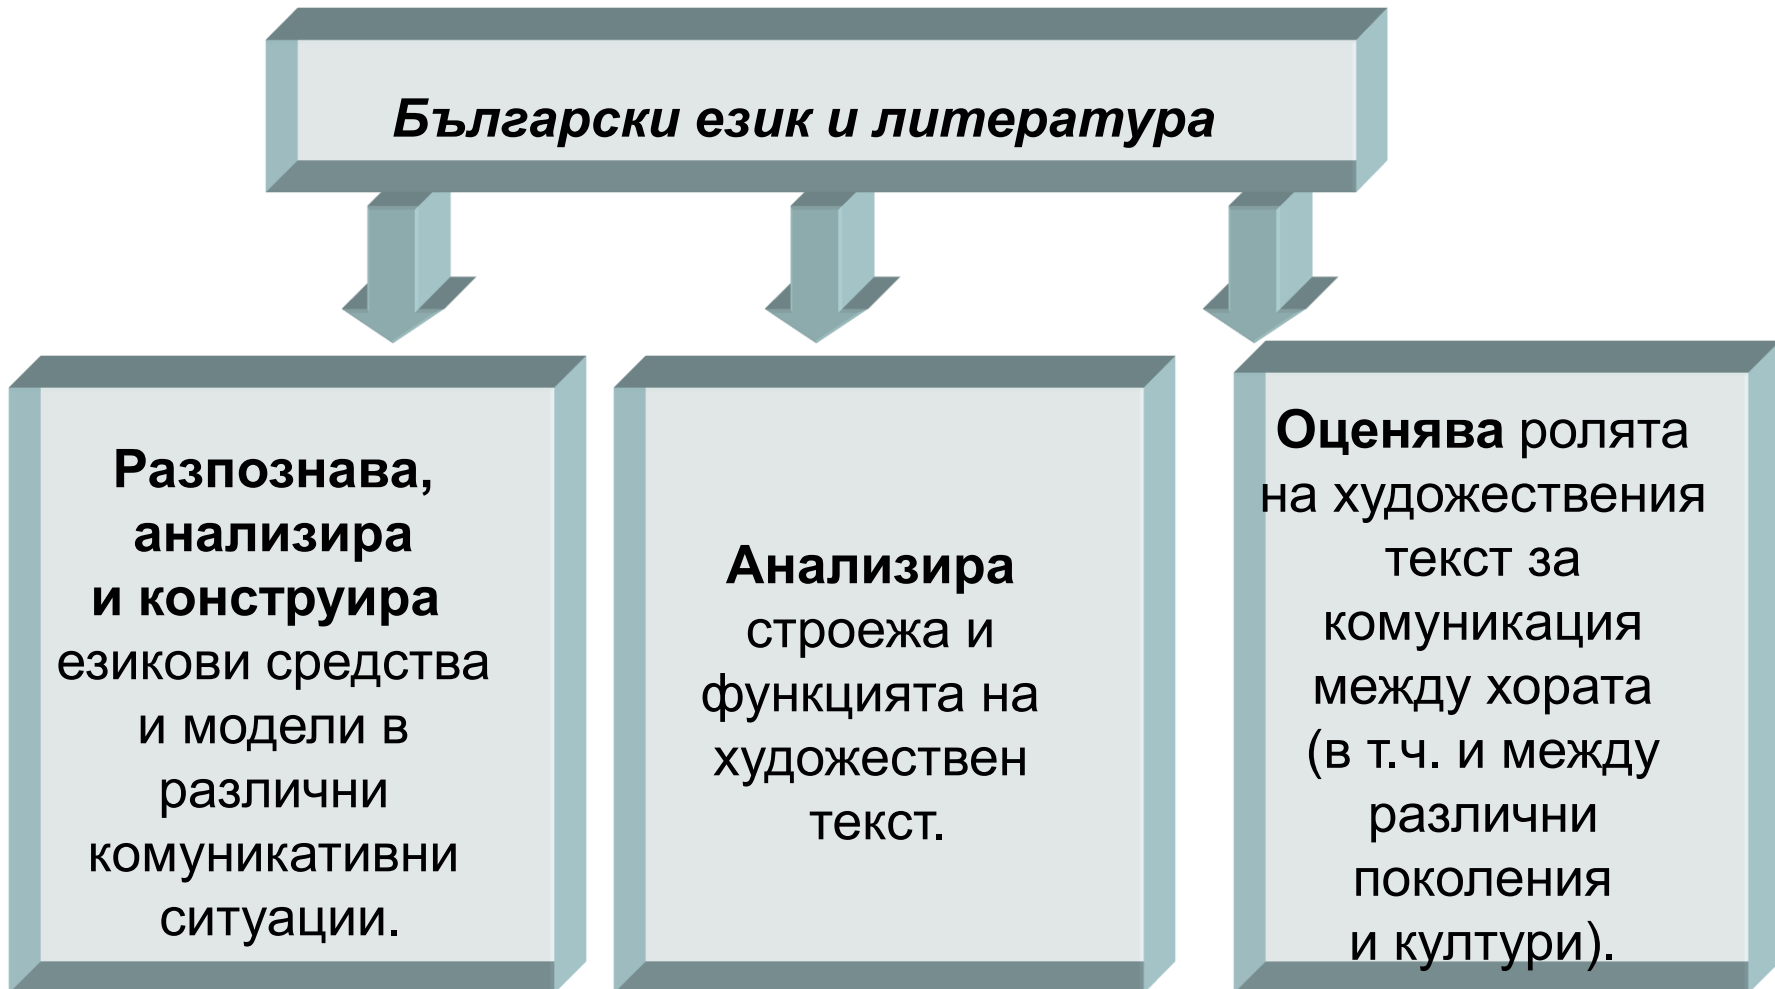 Български език и литература
Разпознава,
анализира
и конструира
езикови средства
и модели в
различни
комуникативни
ситуации.
Анализира
строежа и
функцията на
художествен
текст.
Оценява ролята
на художествения
текст за
комуникация
между хората
(в т.ч. и между
различни
поколения
и култури).